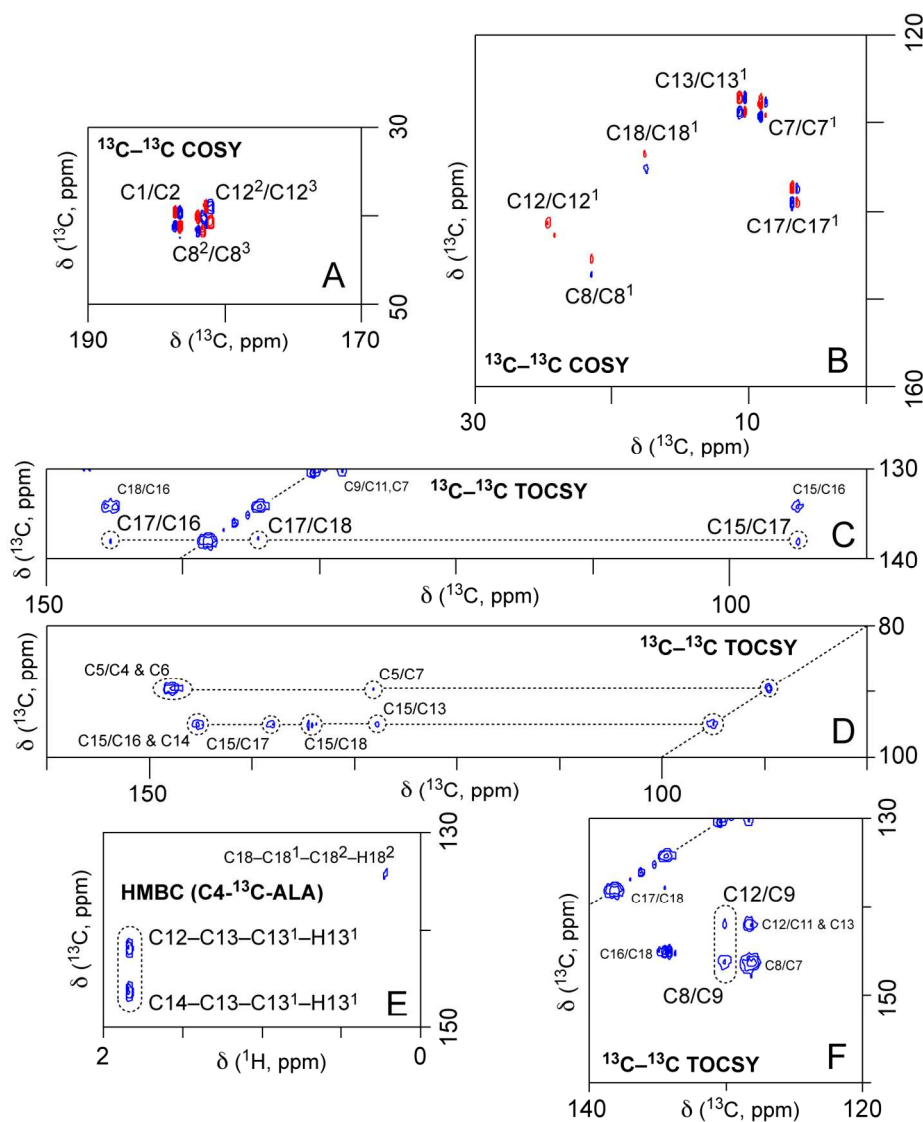 30
¹³C–¹³C COSY
C1/C2
C12²/C12³
C8²/C8³
A
50
190
170
δ (¹³C, ppm)
δ (¹³C, ppm)
120
C13/C13¹
C18/C18¹
C7/C7¹
C12/C12¹
C17/C17¹
C8/C8¹
¹³C–¹³C COSY
B
160
30
10
δ (¹³C, ppm)
δ (¹³C, ppm)
130
C18/C16
¹³C–¹³C TOCSY
C9/C11,C7
C15/C16
C17/C16
C17/C18
C15/C17
C
140
150
100
δ (¹³C, ppm)
δ (¹³C, ppm)
80
¹³C–¹³C TOCSY
C5/C4 & C6
C5/C7
C15/C13
C15/C16 & C14
C15/C17
C15/C18
D
100
150
100
δ (¹³C, ppm)
δ (¹³C, ppm)
130
C18–C18¹–C18²–H18²
HMBC (C4-¹³C-ALA)
C12–C13–C13¹–H13¹
C14–C13–C13¹–H13¹
E
150
2
0
δ (¹H, ppm)
δ (¹³C, ppm)
130
C17/C18
C12/C9
C12/C11 & C13
C16/C18
C8/C7
C8/C9
150
¹³C–¹³C TOCSY
F
140
120
δ (¹³C, ppm)
δ (¹³C, ppm)